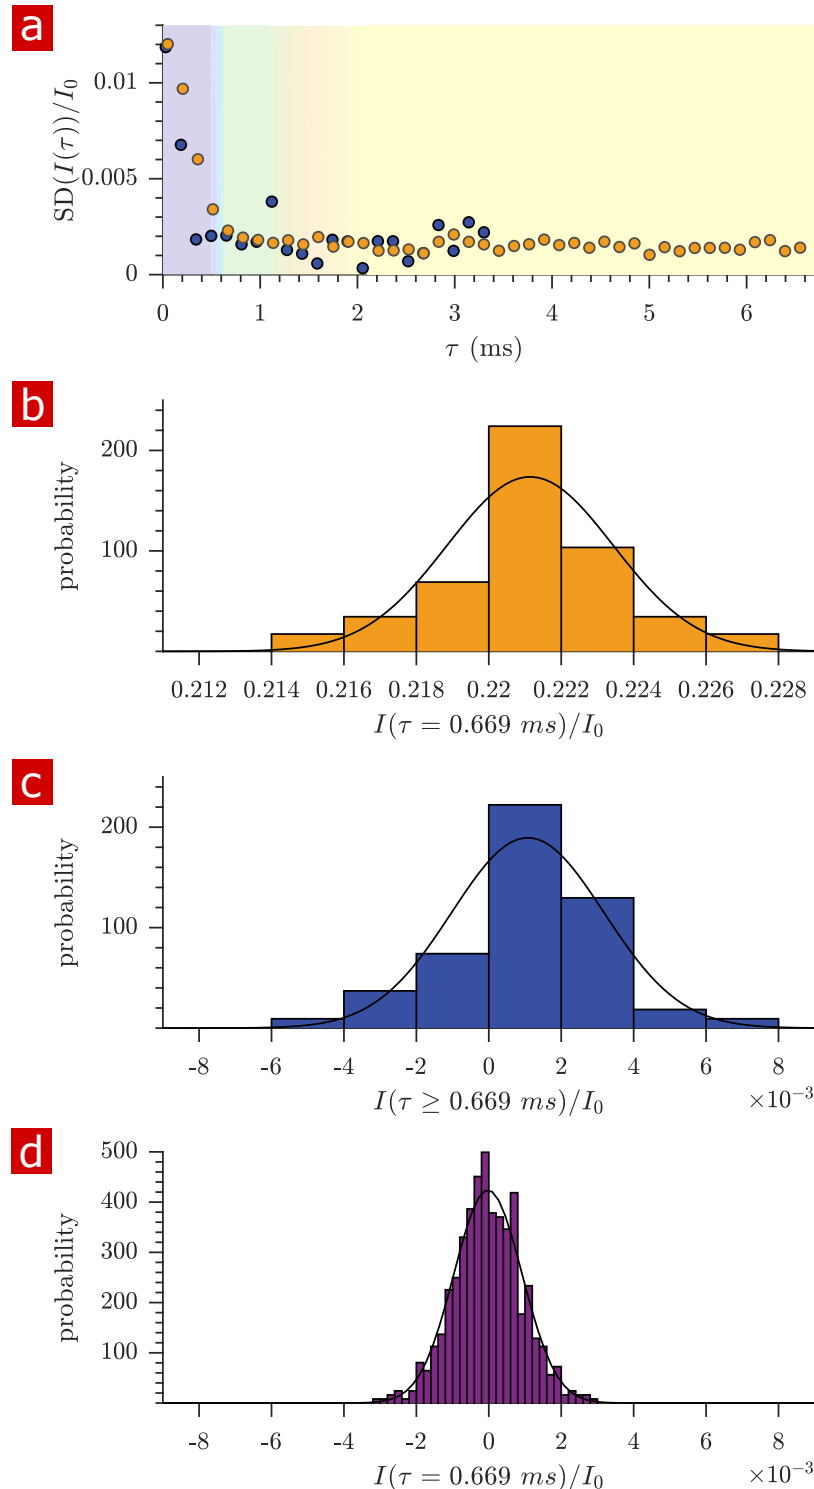 a
SD(I(τ))/I₀
0.01
0.005
0
0 1 2 3 4 5 6
τ (ms)
b
probability
200
100
0.212 0.214 0.216 0.218 0.22 0.222 0.224 0.226 0.228
I(τ = 0.669 ms)/I₀
c
probability
200
100
-8 -6 -4 -2 0 2 4 6 8
×10⁻³
I(τ ≥ 0.669 ms)/I₀
d
probability
500
400
300
200
100
-8 -6 -4 -2 0 2 4 6 8
×10⁻³
I(τ = 0.669 ms)/I₀